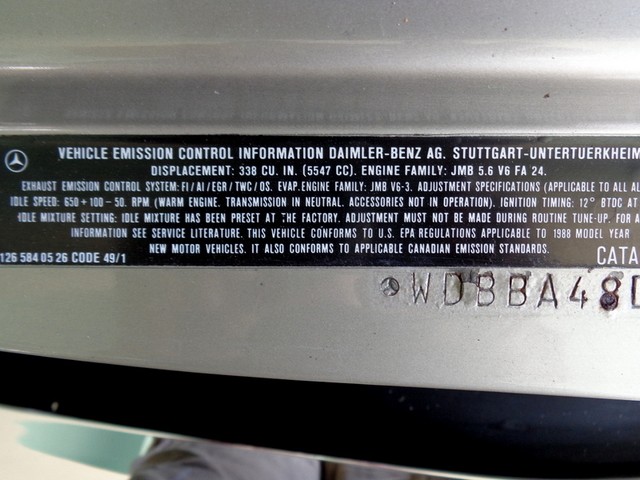 VEHICLE EMISSION CONTROL INFORMATION DAIMLER-BENZ AG. STUTTGART-UNTERTUERKHEIM
DISPLACEMENT: 338 CU. IN. (5547 CC). ENGINE FAMILY: JMB 5.6 V6 FA 24.
EXHAUST EMISSION CONTROL SYSTEM: FI/AI/EGR/TWC/OS. EVAP. ENGINE FAMILY: JMB V6-3. ADJUSTMENT SPECIFICATIONS (APPLICABLE TO ALL
IDLE SPEED: 650 + 100 - 50. RPM (WARM ENGINE. TRANSMISSION IN NEUTRAL. ACCESSORIES NOT IN OPERATION). IGNITION TIMING: 12° BTDC AT
IDLE MIXTURE SETTING: IDLE MIXTURE HAS BEEN PRESET AT THE FACTORY. ADJUSTMENT MUST NOT BE MADE DURING ROUTINE TUNE-UP. FOR
INFORMATION SEE SERVICE LITERATURE. THIS VEHICLE CONFORMS TO U.S. EPA REGULATIONS APPLICABLE TO 1988 MODEL YEAR
NEW MOTOR VEHICLES. IT ALSO CONFORMS TO APPLICABLE CANADIAN EMISSION STANDARDS.
126 584 05 26 CODE 49/1 CATA
WDBBA48D